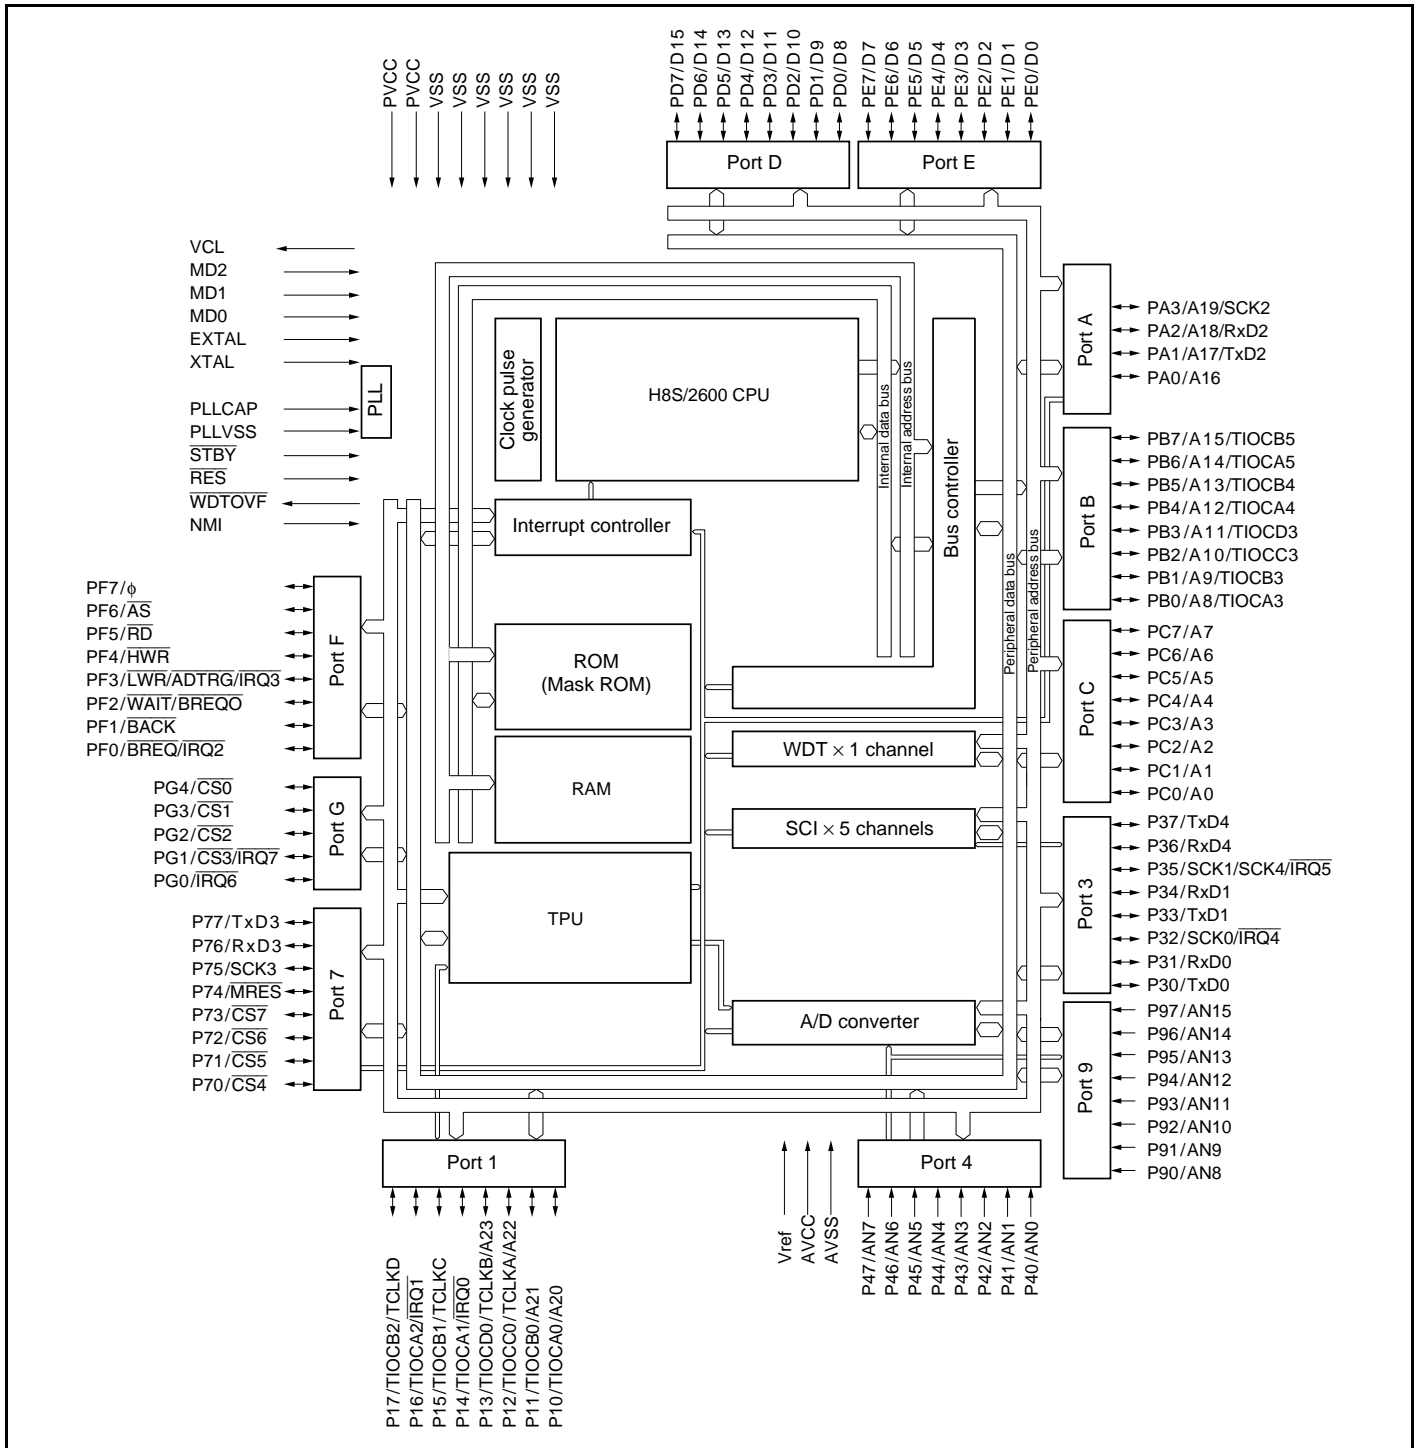 PVCC
PVCC
VSS
VSS
VSS
VSS
VSS
VSS
PD7/D15
PD6/D14
PD5/D13
PD4/D12
PD3/D11
PD2/D10
PD1/D9
PD0/D8
PE7/D7
PE6/D6
PE5/D5
PE4/D4
PE3/D3
PE2/D2
PE1/D1
PE0/D0
Port D
Port E
VCL
MD2
MD1
MD0
EXTAL
XTAL
PLLCAP
PLLVSS
STBY
RES
WDTOVF
NMI
PLL
Clock pulse
generator
H8S/2600 CPU
Internal data bus
Internal address bus
Bus controller
Peripheral data bus
Peripheral address bus
Interrupt controller
ROM
(Mask ROM)
RAM
TPU
WDT × 1 channel
SCI × 5 channels
A/D converter
Port A
PA3/A19/SCK2
PA2/A18/RxD2
PA1/A17/TxD2
PA0/A16
Port B
PB7/A15/TIOCB5
PB6/A14/TIOCA5
PB5/A13/TIOCB4
PB4/A12/TIOCA4
PB3/A11/TIOCD3
PB2/A10/TIOCC3
PB1/A9/TIOCB3
PB0/A8/TIOCA3
Port C
PC7/A7
PC6/A6
PC5/A5
PC4/A4
PC3/A3
PC2/A2
PC1/A1
PC0/A0
Port 3
P37/TxD4
P36/RxD4
P35/SCK1/SCK4/IRQ5
P34/RxD1
P33/TxD1
P32/SCK0/IRQ4
P31/RxD0
P30/TxD0
Port 9
P97/AN15
P96/AN14
P95/AN13
P94/AN12
P93/AN11
P92/AN10
P91/AN9
P90/AN8
PF7/ϕ
PF6/AS
PF5/RD
PF4/HWR
PF3/LWR/ADTRG/IRQ3
PF2/WAIT/BREQO
PF1/BACK
PF0/BREQ/IRQ2
Port F
PG4/CS0
PG3/CS1
PG2/CS2
PG1/CS3/IRQ7
PG0/IRQ6
Port G
P77/TxD3
P76/RxD3
P75/SCK3
P74/MRES
P73/CS7
P72/CS6
P71/CS5
P70/CS4
Port 7
Port 1
Port 4
P17/TIOCB2/TCLKD
P16/TIOCA2/IRQ1
P15/TIOCB1/TCLKC
P14/TIOCA1/IRQ0
P13/TIOCD0/TCLKB/A23
P12/TIOCC0/TCLKA/A22
P11/TIOCB0/A21
P10/TIOCA0/A20
Vref
AVCC
AVSS
P47/AN7
P46/AN6
P45/AN5
P44/AN4
P43/AN3
P42/AN2
P41/AN1
P40/AN0